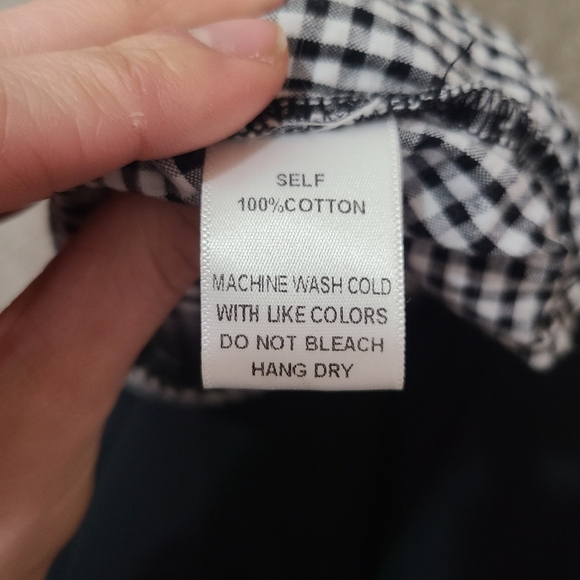 SELF
100%COTTON
MACHINE WASH COLD
WITH LIKE COLORS
DO NOT BLEACH
HANG DRY